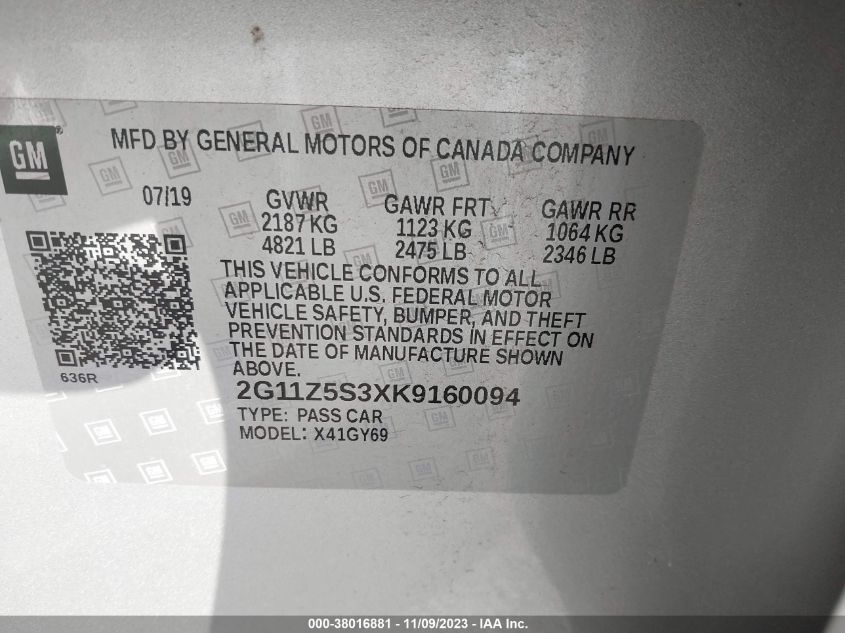 GM
MFD BY GENERAL MOTORS OF CANADA COMPANY
07/19
GVWR
2187 KG
4821 LB
GAWR FRT
1123 KG
2475 LB
GAWR RR
1064 KG
2346 LB
THIS VEHICLE CONFORMS TO ALL
APPLICABLE U.S. FEDERAL MOTOR
VEHICLE SAFETY, BUMPER, AND THEFT
PREVENTION STANDARDS IN EFFECT ON
THE DATE OF MANUFACTURE SHOWN
ABOVE.
636R
2G11Z5S3XK9160094
TYPE: PASS CAR
MODEL: X41GY69
000-38016881 - 11/09/2023 - IAA Inc.